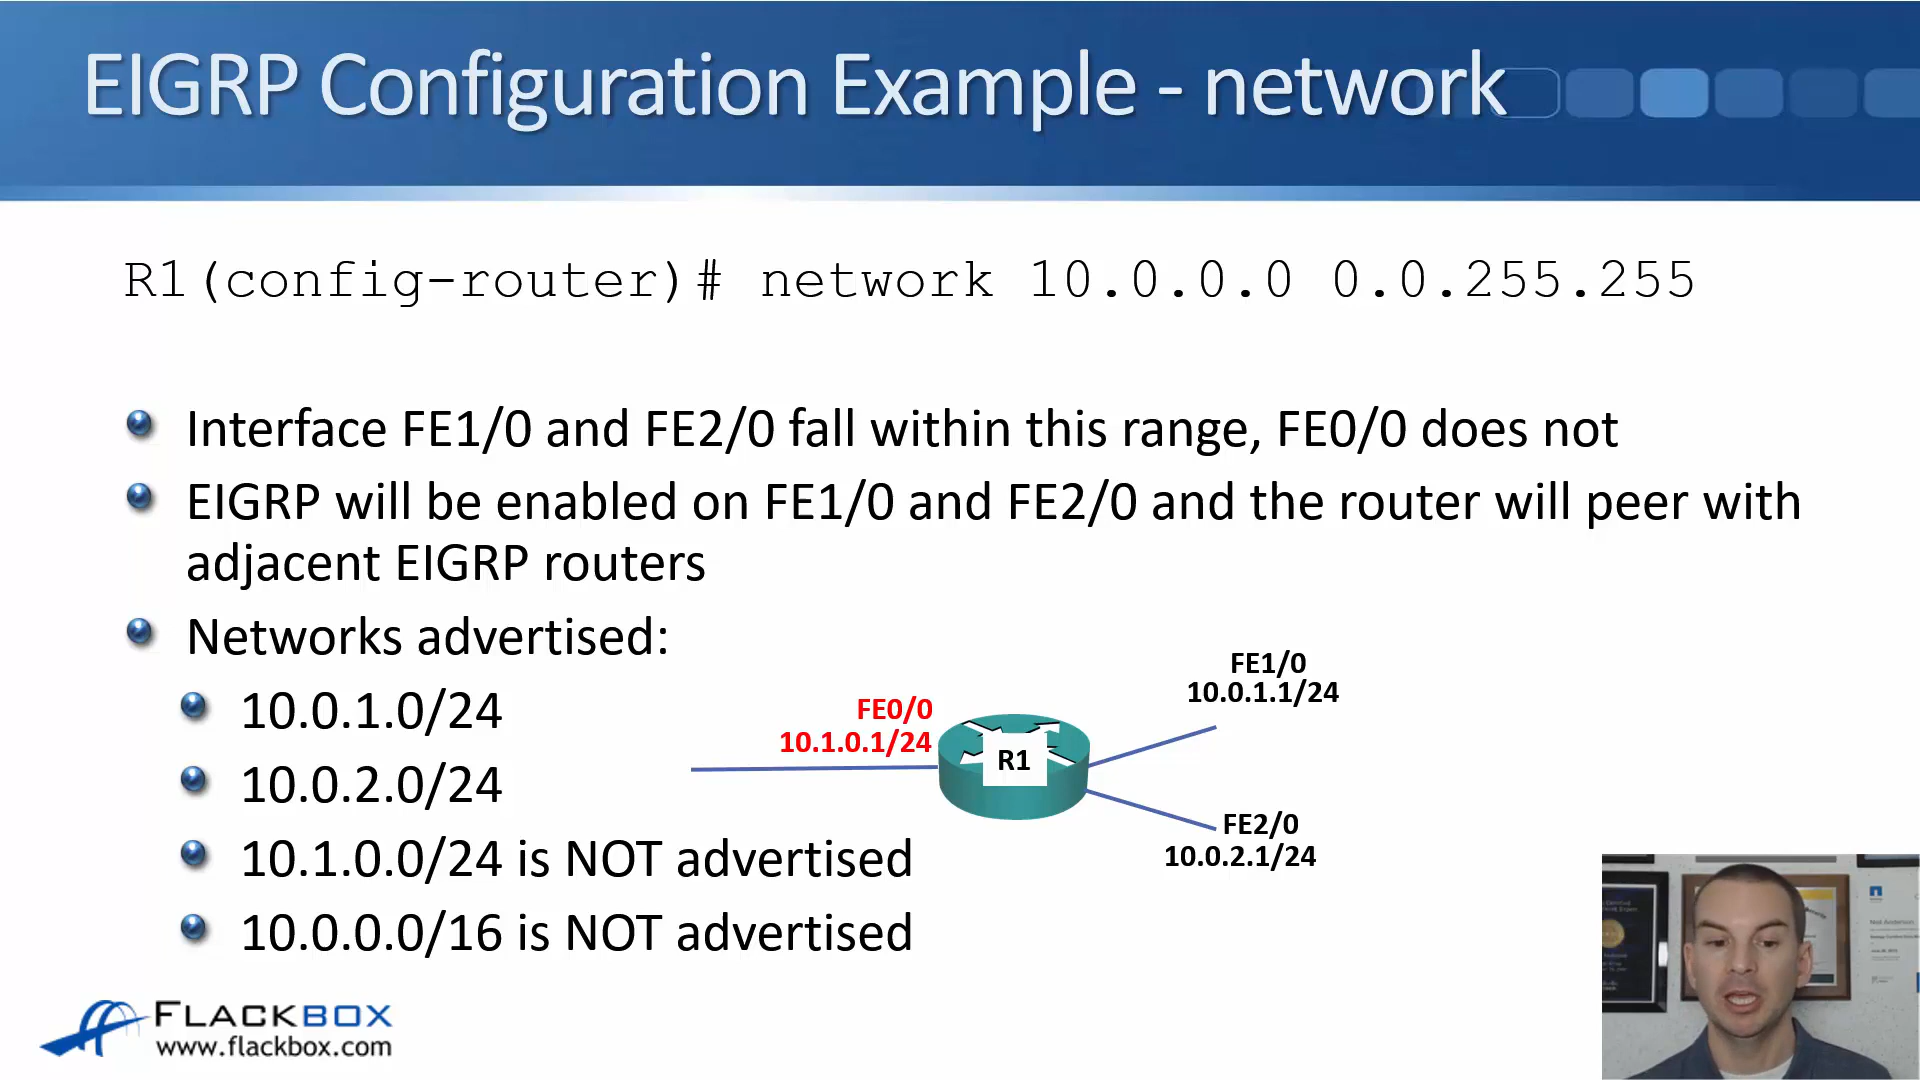 EIGRP Configuration Example - network
R1(config-router)# network 10.0.0.0 0.0.255.255
Interface FE1/0 and FE2/0 fall within this range, FE0/0 does not
EIGRP will be enabled on FE1/0 and FE2/0 and the router will peer with
adjacent EIGRP routers
Networks advertised:
10.0.1.0/24
10.0.2.0/24
10.1.0.0/24 is NOT advertised
10.0.0.0/16 is NOT advertised
FE0/0
10.1.0.1/24
R1
FE1/0
10.0.1.1/24
FE2/0
10.0.2.1/24
FLACKBOX
www.flackbox.com